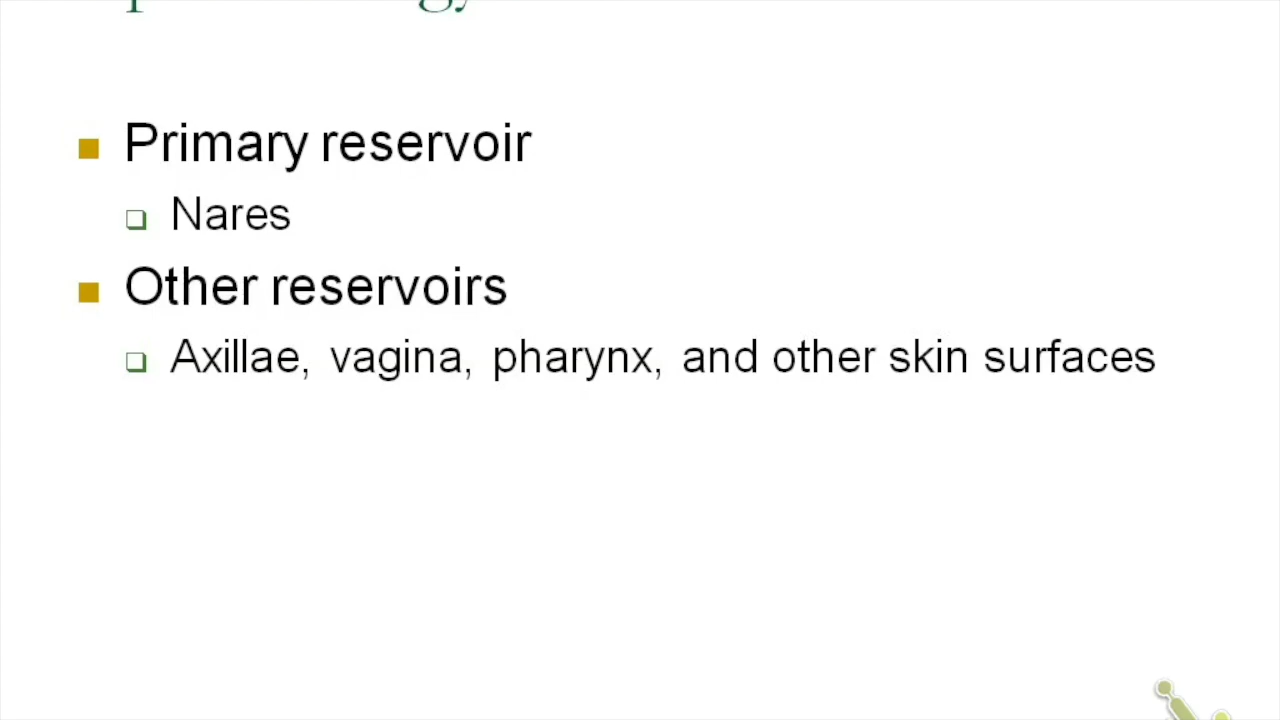 Primary reservoir
Nares
Other reservoirs
Axillae, vagina, pharynx, and other skin surfaces